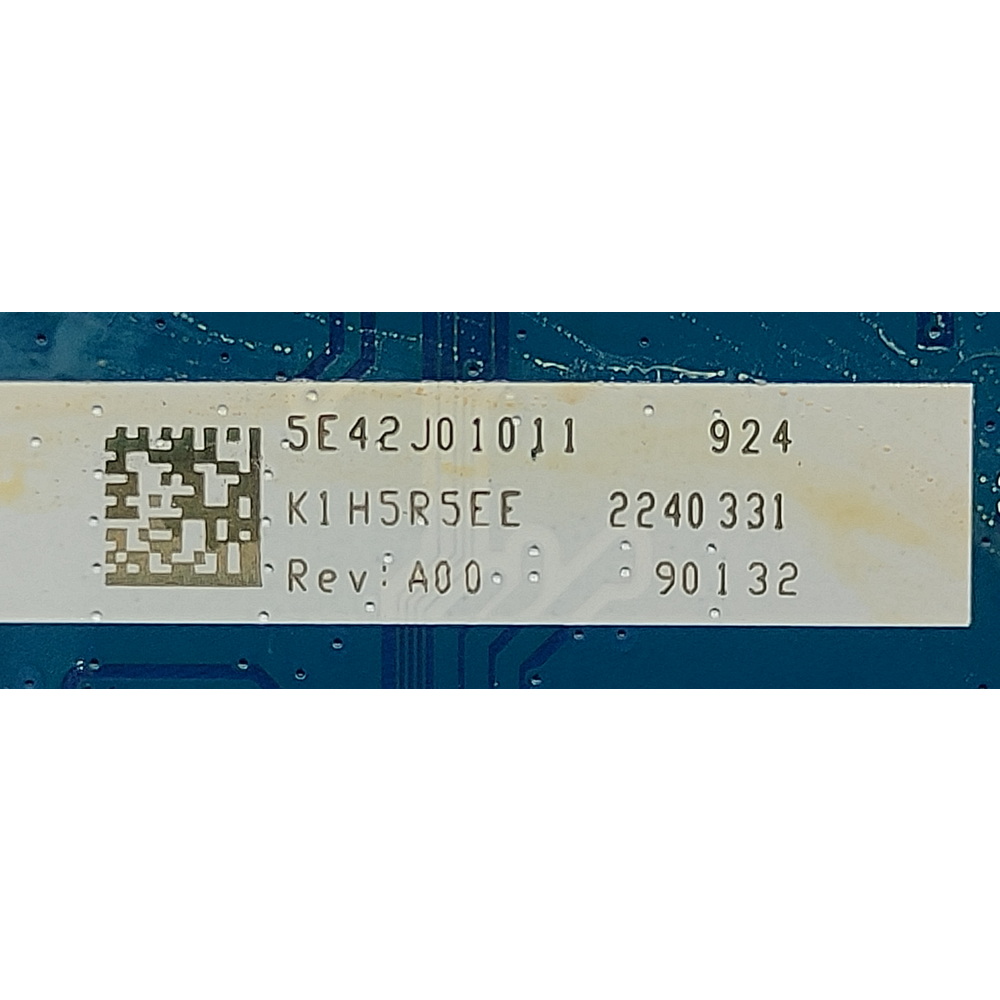 5E42J01011 924
K1H5R5EE 2240331
Rev: A00 90132